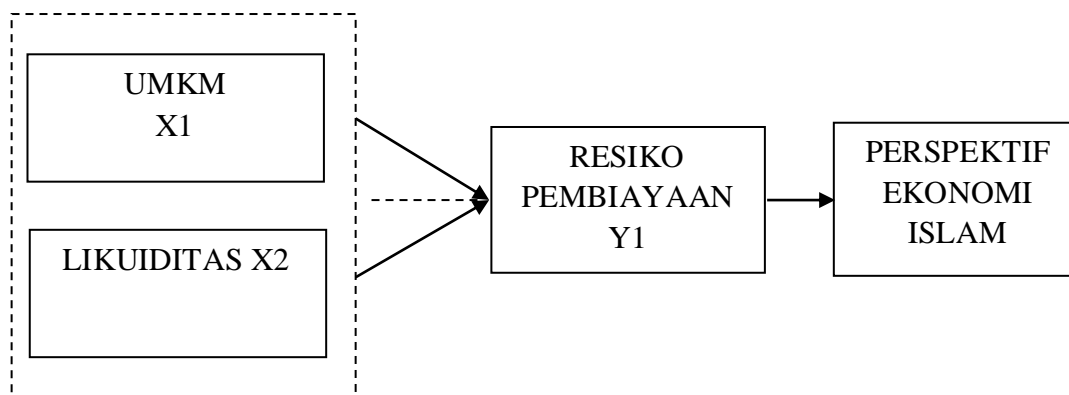 UMKM
X1
LIKUIDITAS X2
RESIKO
PEMBIAYAAN
Y1
PERSPEKTIF
EKONOMI
ISLAM